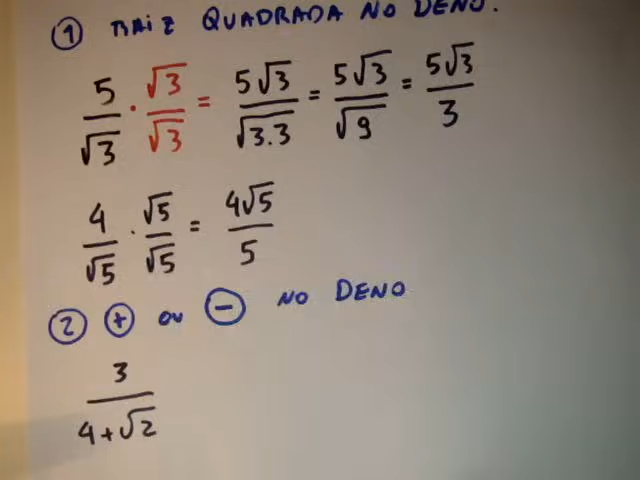 ① RAIZ QUADRADA NO DENO.
5/√3 · √3/√3 = 5√3/√3.3 = 5√3/√9 = 5√3/3
4/√5 · √5/√5 = 4√5/5
② ⊕ ou ⊖ NO DENO
3/(4+√2)